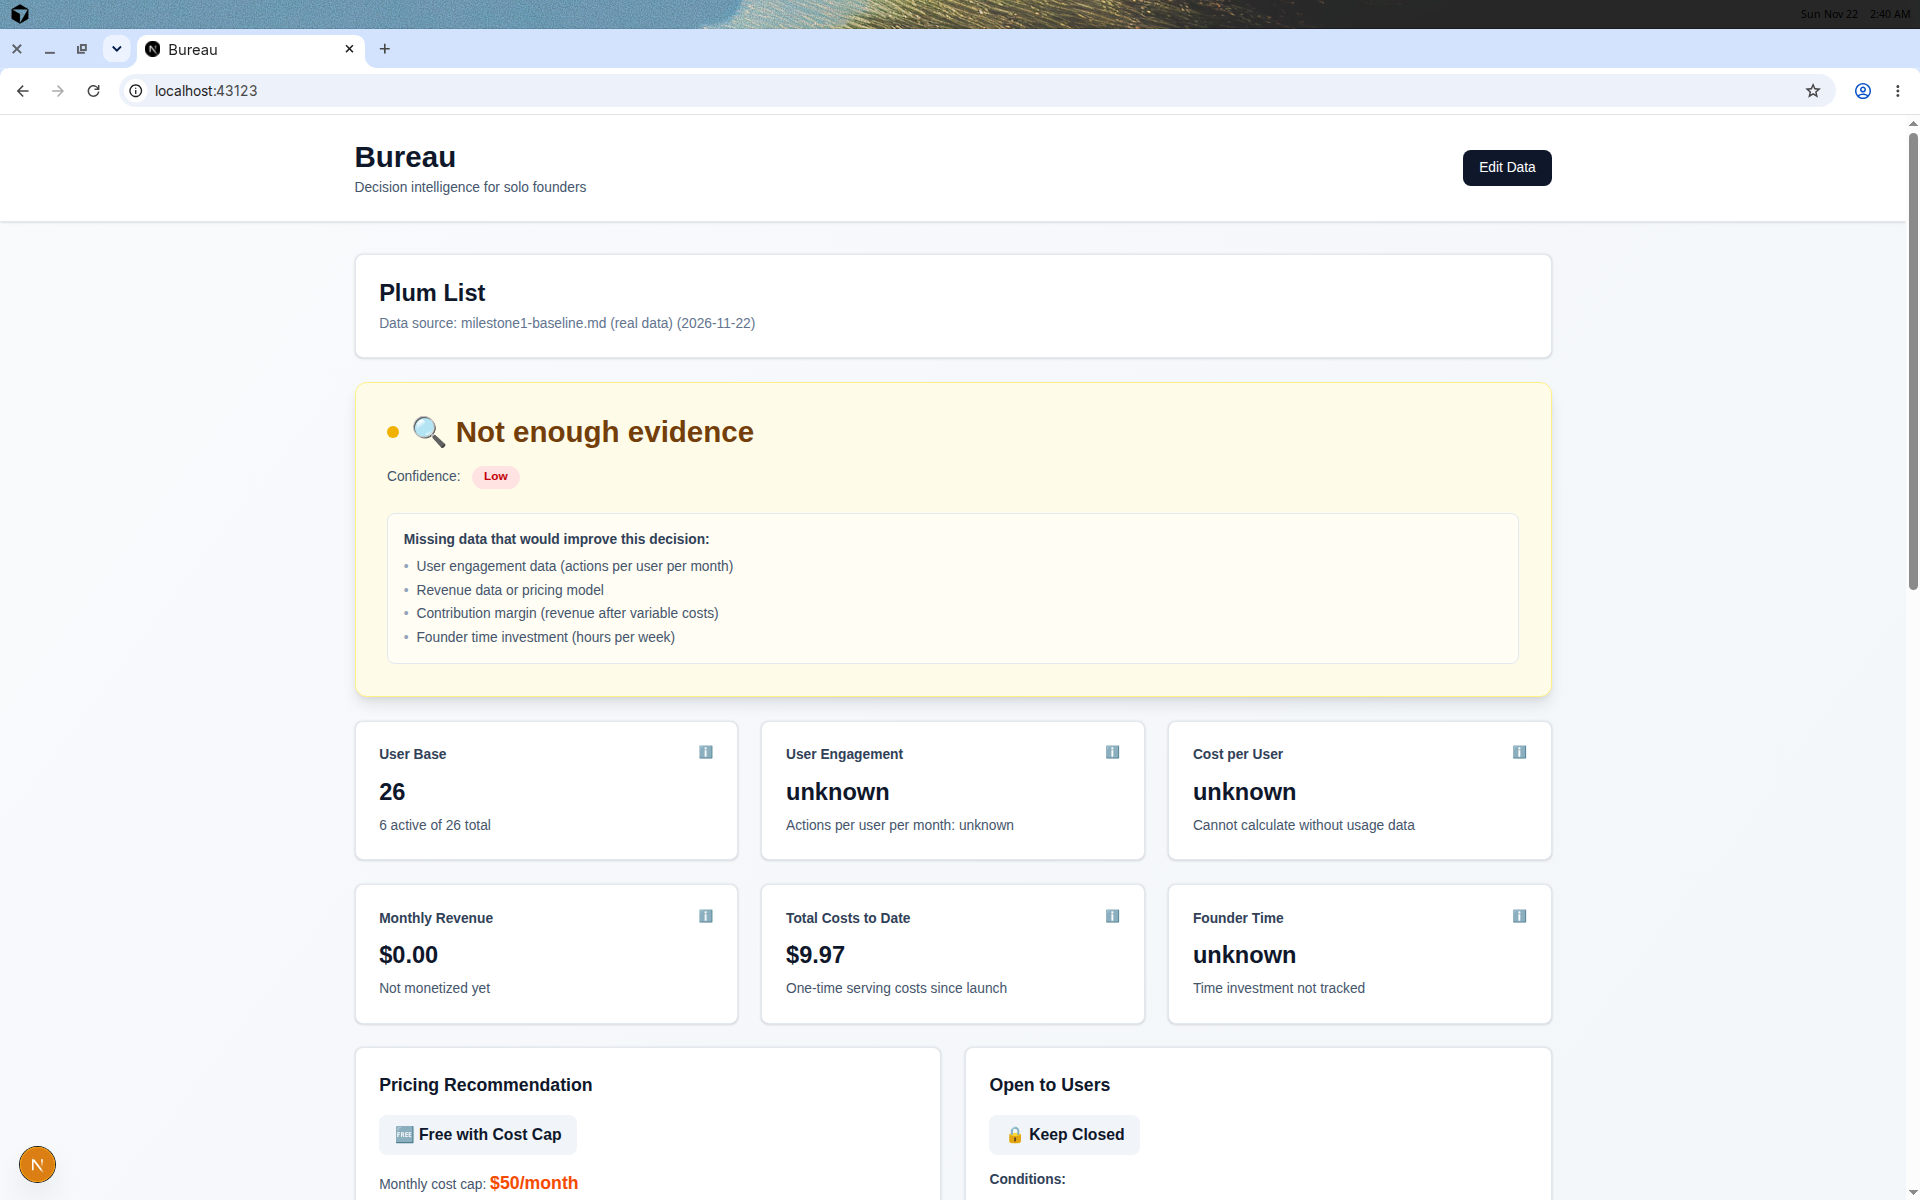 Sun Nov 22 2:40 AM
Bureau
localhost:43123
Bureau
Decision intelligence for solo founders
Edit Data
Plum List
Data source: milestone1-baseline.md (real data) (2026-11-22)
Not enough evidence
Confidence: Low
Missing data that would improve this decision:
• User engagement data (actions per user per month)
• Revenue data or pricing model
• Contribution margin (revenue after variable costs)
• Founder time investment (hours per week)
User Base
26
6 active of 26 total
User Engagement
unknown
Actions per user per month: unknown
Cost per User
unknown
Cannot calculate without usage data
Monthly Revenue
$0.00
Not monetized yet
Total Costs to Date
$9.97
One-time serving costs since launch
Founder Time
unknown
Time investment not tracked
Pricing Recommendation
🆓 Free with Cost Cap
Monthly cost cap: $50/month
Open to Users
Keep Closed
Conditions:
N